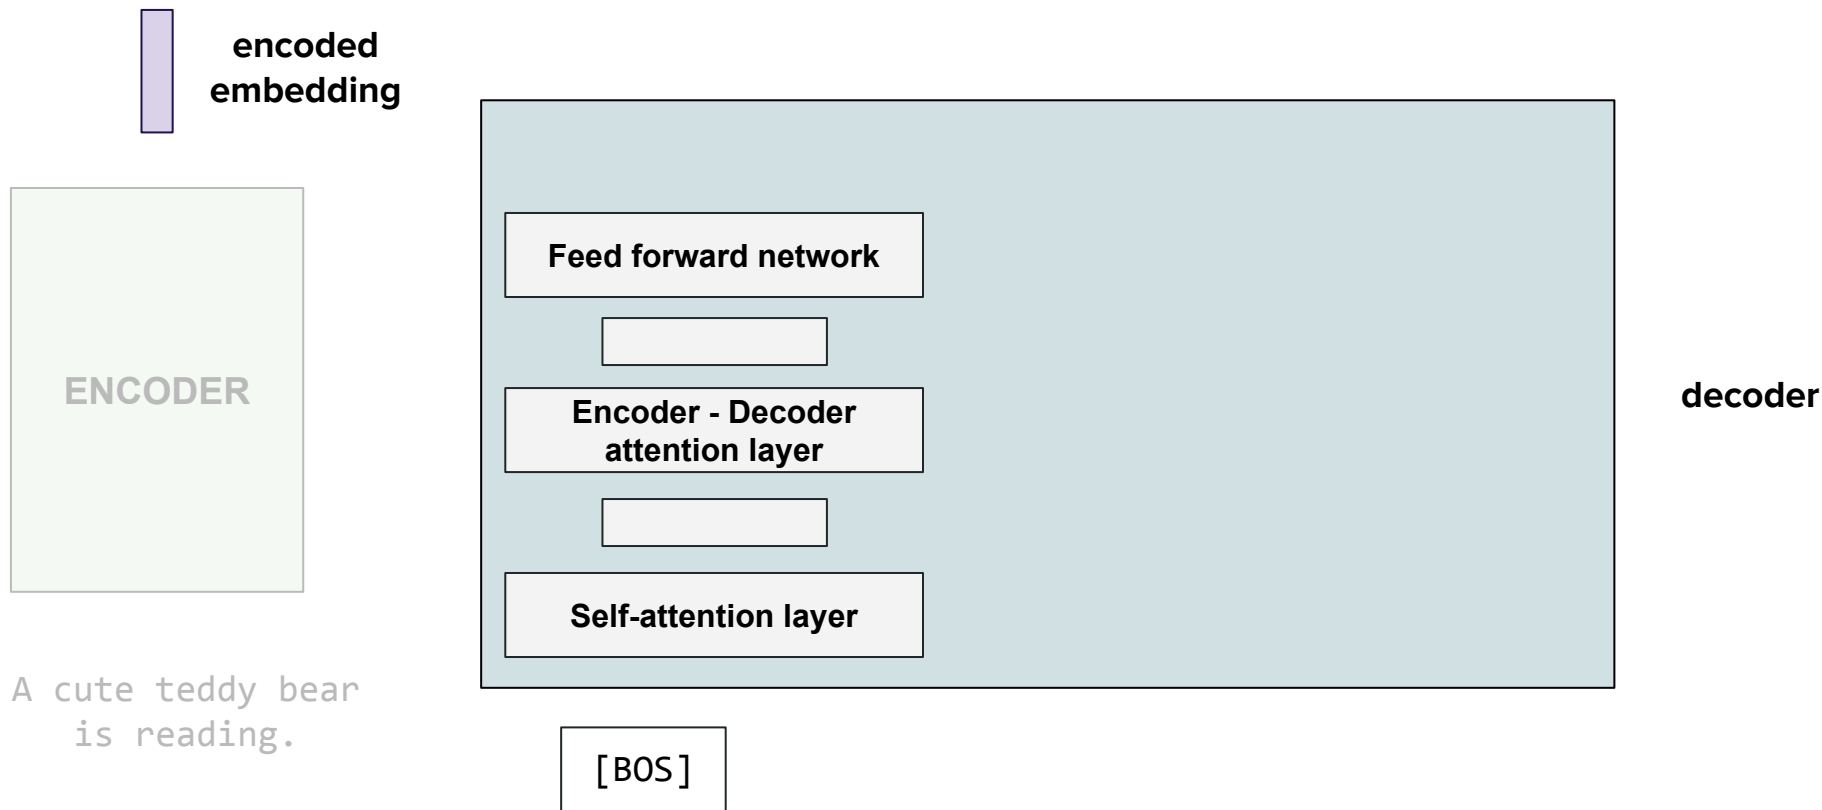 encoded
embedding
Feed forward network
ENCODER
Encoder - Decoder
attention layer
decoder
Self-attention layer
A cute teddy bear
is reading.
[BOS]